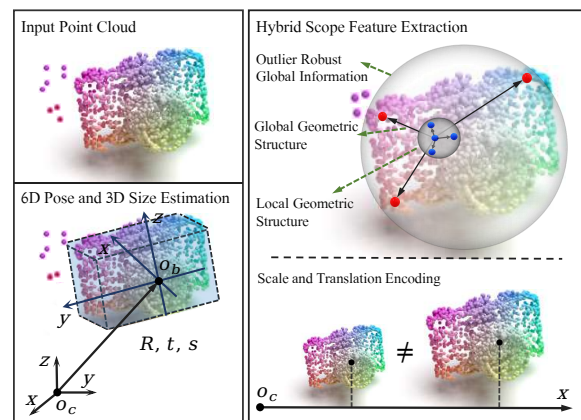 Input Point Cloud
6D Pose and 3D Size Estimation
z
x
o_b
y
R, t, s
z
y
x
o_c
Hybrid Scope Feature Extraction
Outlier Robust
Global Information
Global Geometric
Structure
Local Geometric
Structure
Scale and Translation Encoding
≠
o_c
x